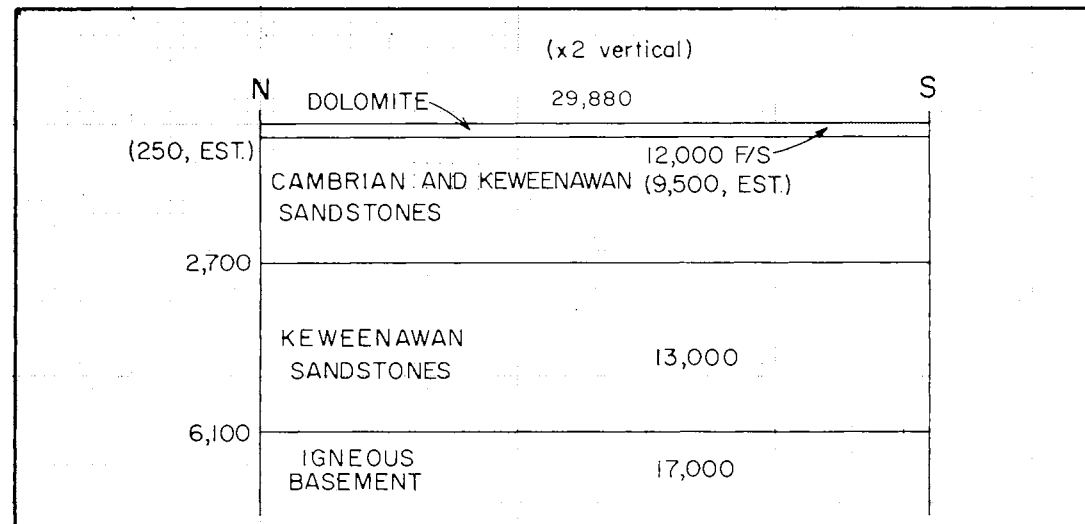 (x2 vertical)
N
S
DOLOMITE
29,880
(250, EST.)
12,000 F/S
CAMBRIAN AND KEWEENAWAN
(9,500, EST.)
SANDSTONES
2,700
KEWEENAWAN
SANDSTONES
13,000
6,100
IGNEOUS
BASEMENT
17,000